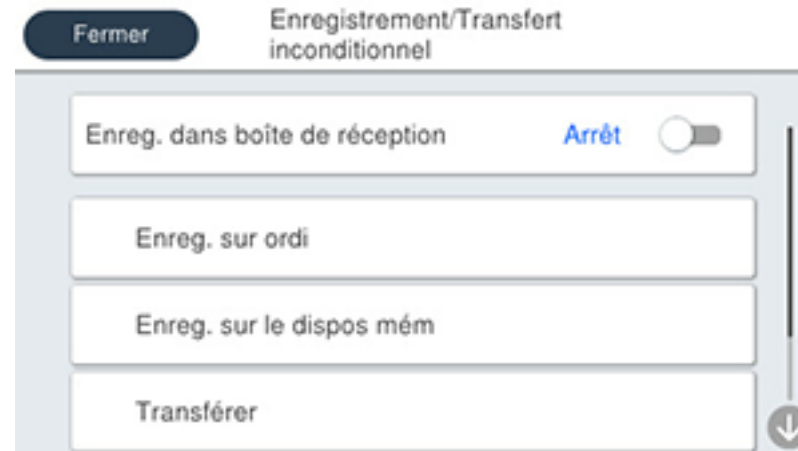 Fermer
Enregistrement/Transfert
inconditionnel
Enreg. dans boîte de réception Arrêt
Enreg. sur ordi
Enreg. sur le dispos mém
Transférer